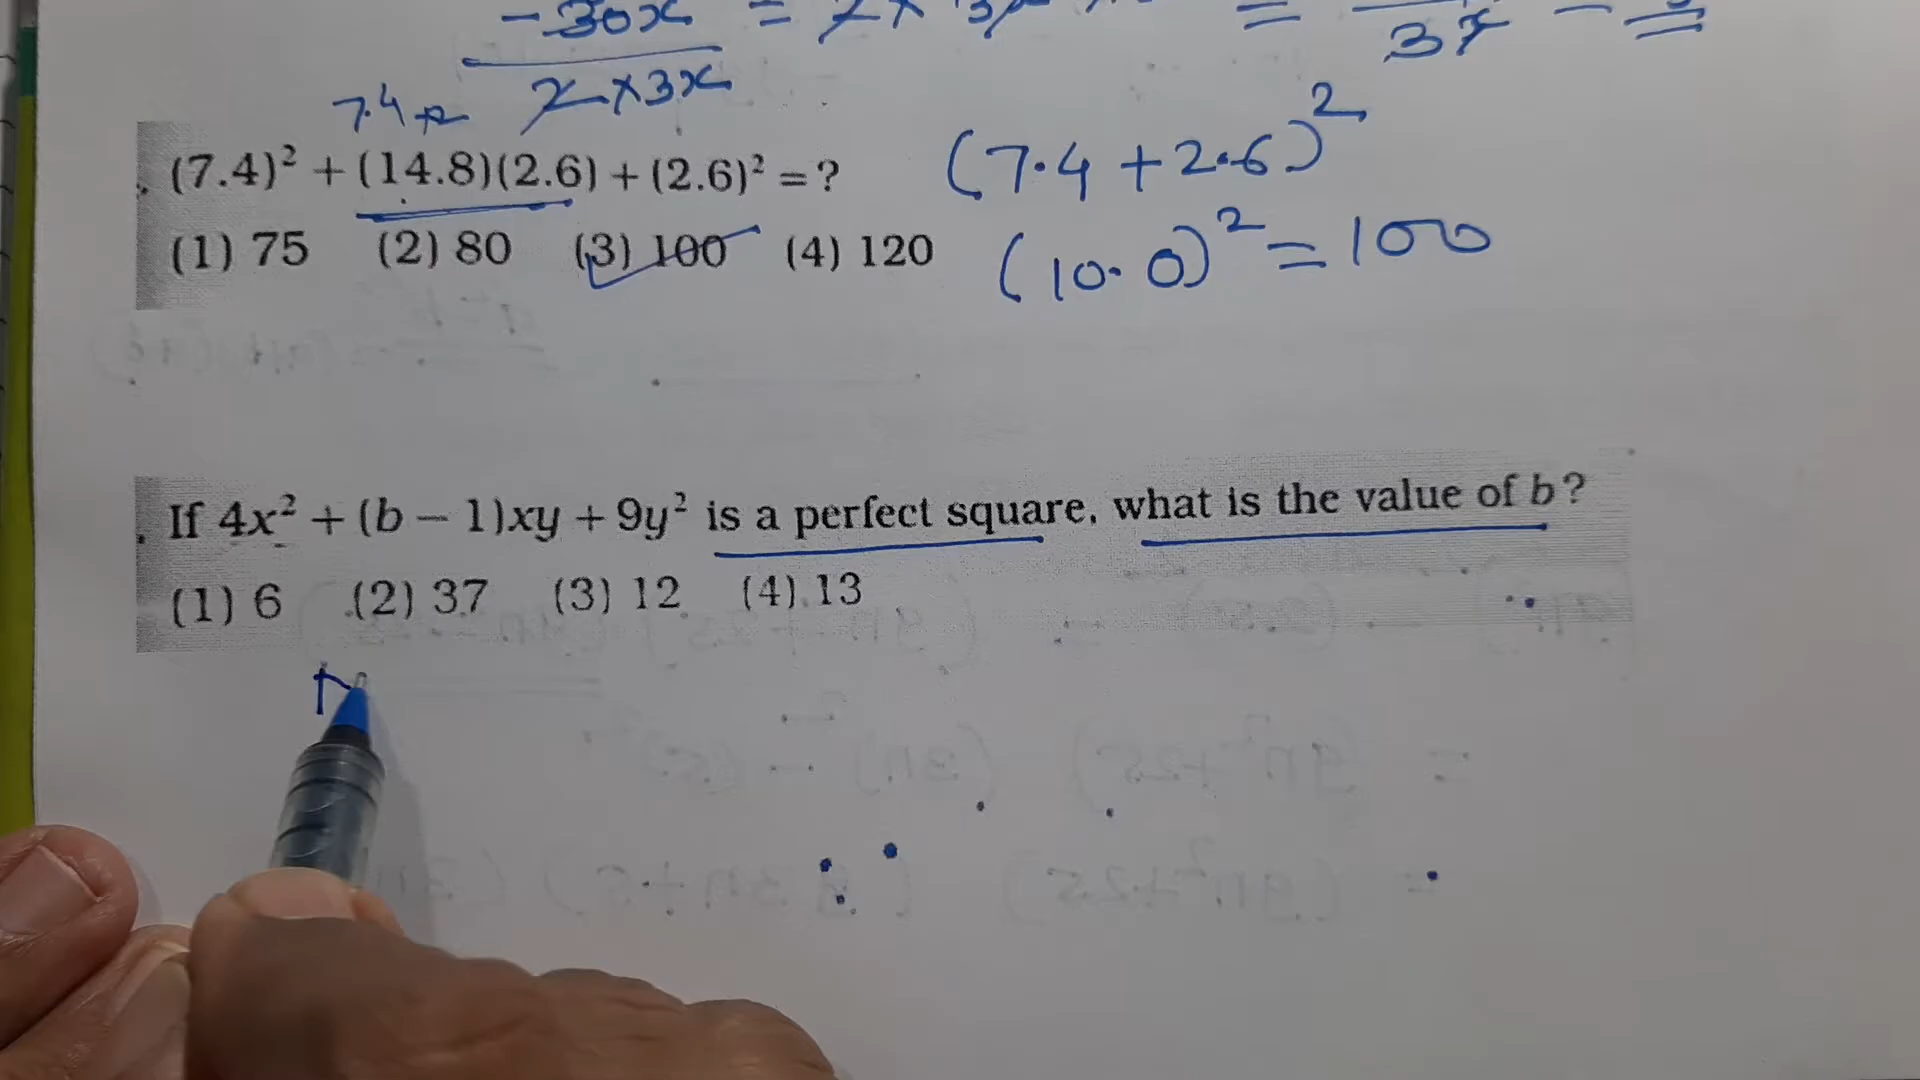 - 30x =
2 × 3x
7.4 × 2
(7.4)² + (14.8)(2.6) + (2.6)² = ?
(7.4 + 2.6)²
(1) 75 (2) 80 (3) 100 (4) 120
(10.0)² = 100
If 4x² + (b – 1)xy + 9y² is a perfect square, what is the value of b?
(1) 6 (2) 37 (3) 12 (4) 13